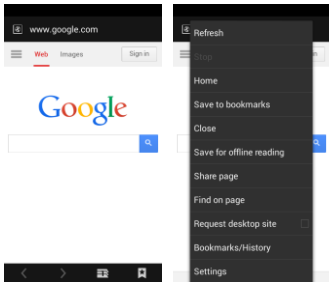 www.google.com
Web Images Sign in
Google
Refresh
Stop
Home
Save to bookmarks
Close
Save for offline reading
Share page
Find on page
Request desktop site
Bookmarks/History
Settings